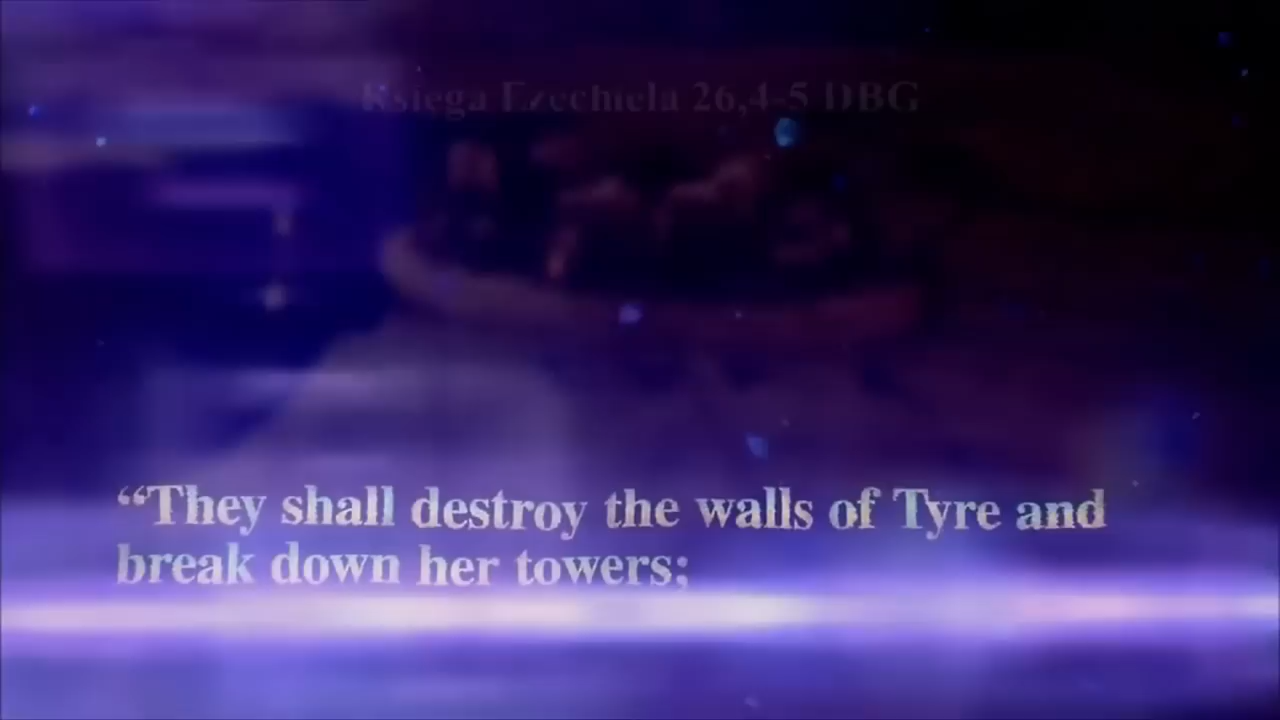 Księga Ezechiela 26,4-5 DBG
“They shall destroy the walls of Tyre and
break down her towers;